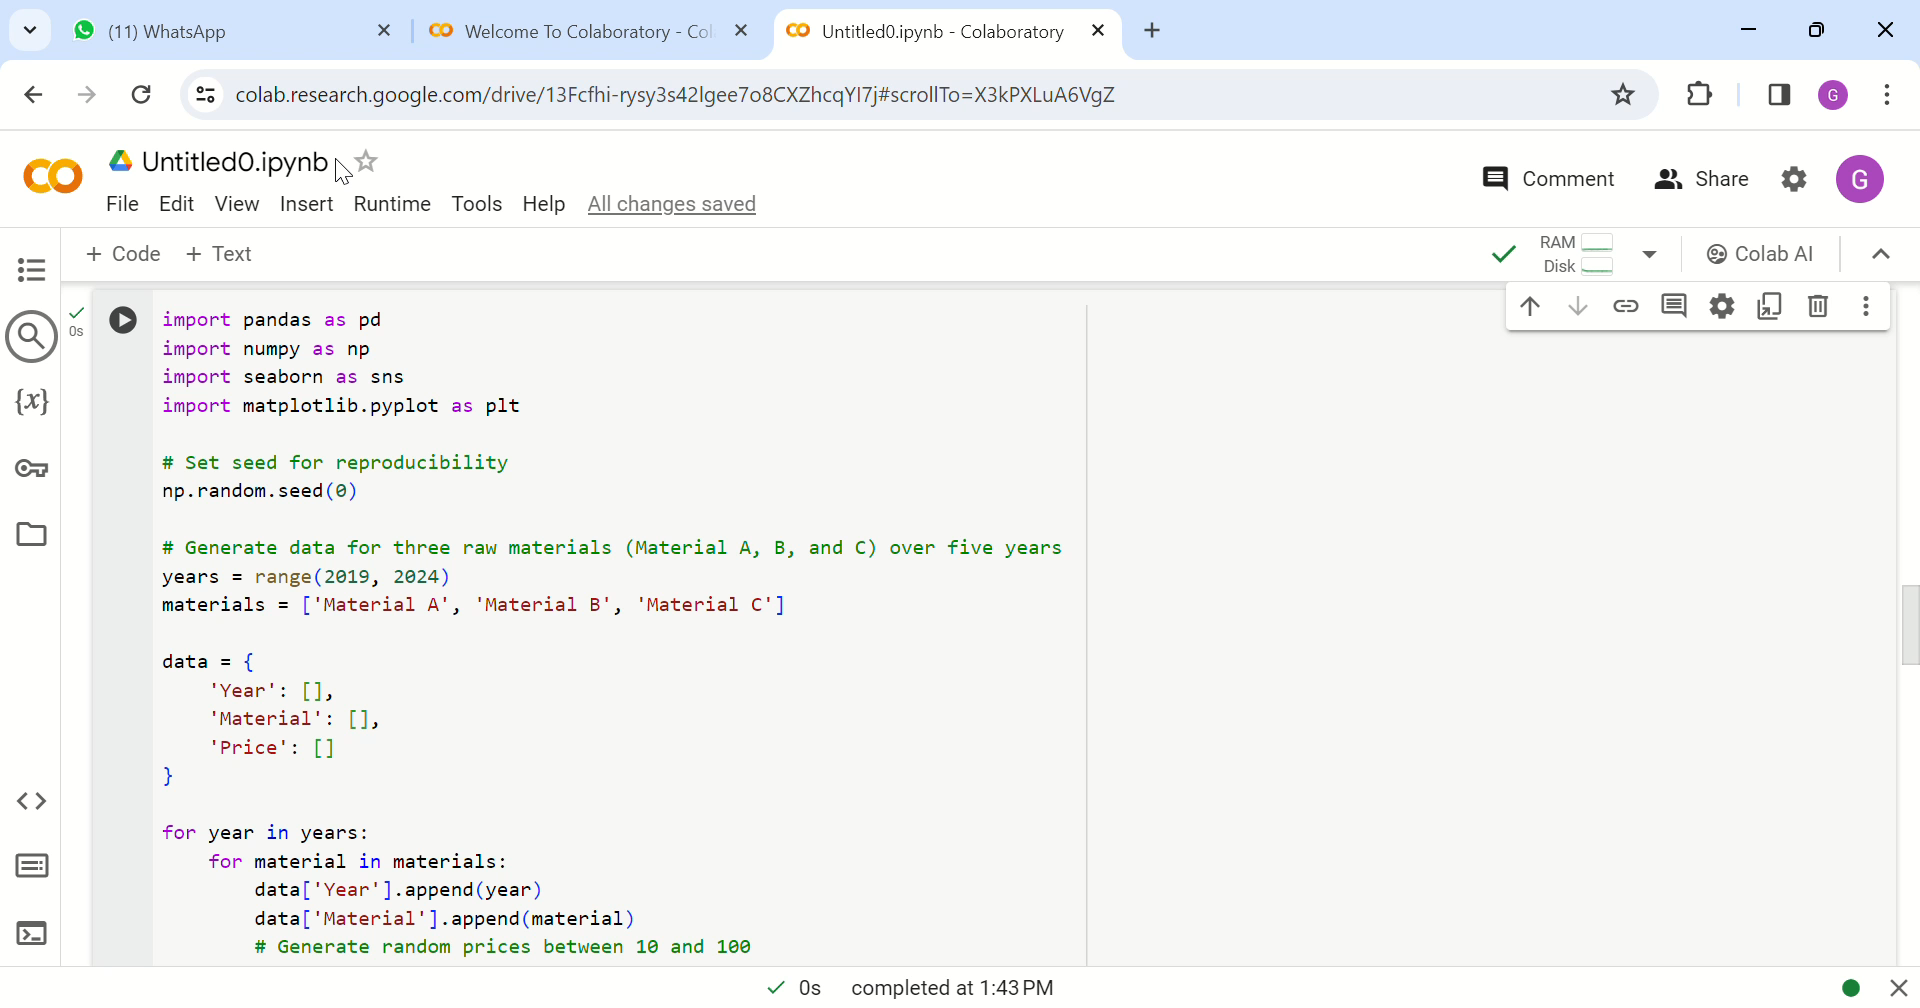 (11) WhatsApp
Welcome To Colaboratory - Col
Untitled0.ipynb - Colaboratory
colab.research.google.com/drive/13Fcfhi-rysy3s42lgee7o8CXZhcqYI7j#scrollTo=X3kPXLuA6VgZ
G
Untitled0.ipynb
Comment
Share
G
File Edit View Insert Runtime Tools Help All changes saved
+ Code + Text
RAM
Disk
Colab AI
0s
import pandas as pd
import numpy as np
import seaborn as sns
import matplotlib.pyplot as plt
# Set seed for reproducibility
np.random.seed(0)
# Generate data for three raw materials (Material A, B, and C) over five years
years = range(2019, 2024)
materials = ['Material A', 'Material B', 'Material C']
data = {
'Year': [],
'Material': [],
'Price': []
}
for year in years:
for material in materials:
data['Year'].append(year)
data['Material'].append(material)
# Generate random prices between 10 and 100
{x}
0s completed at 1:43 PM